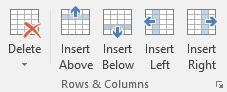 Delete Insert Insert Insert Insert
Above Below Left Right
Rows & Columns